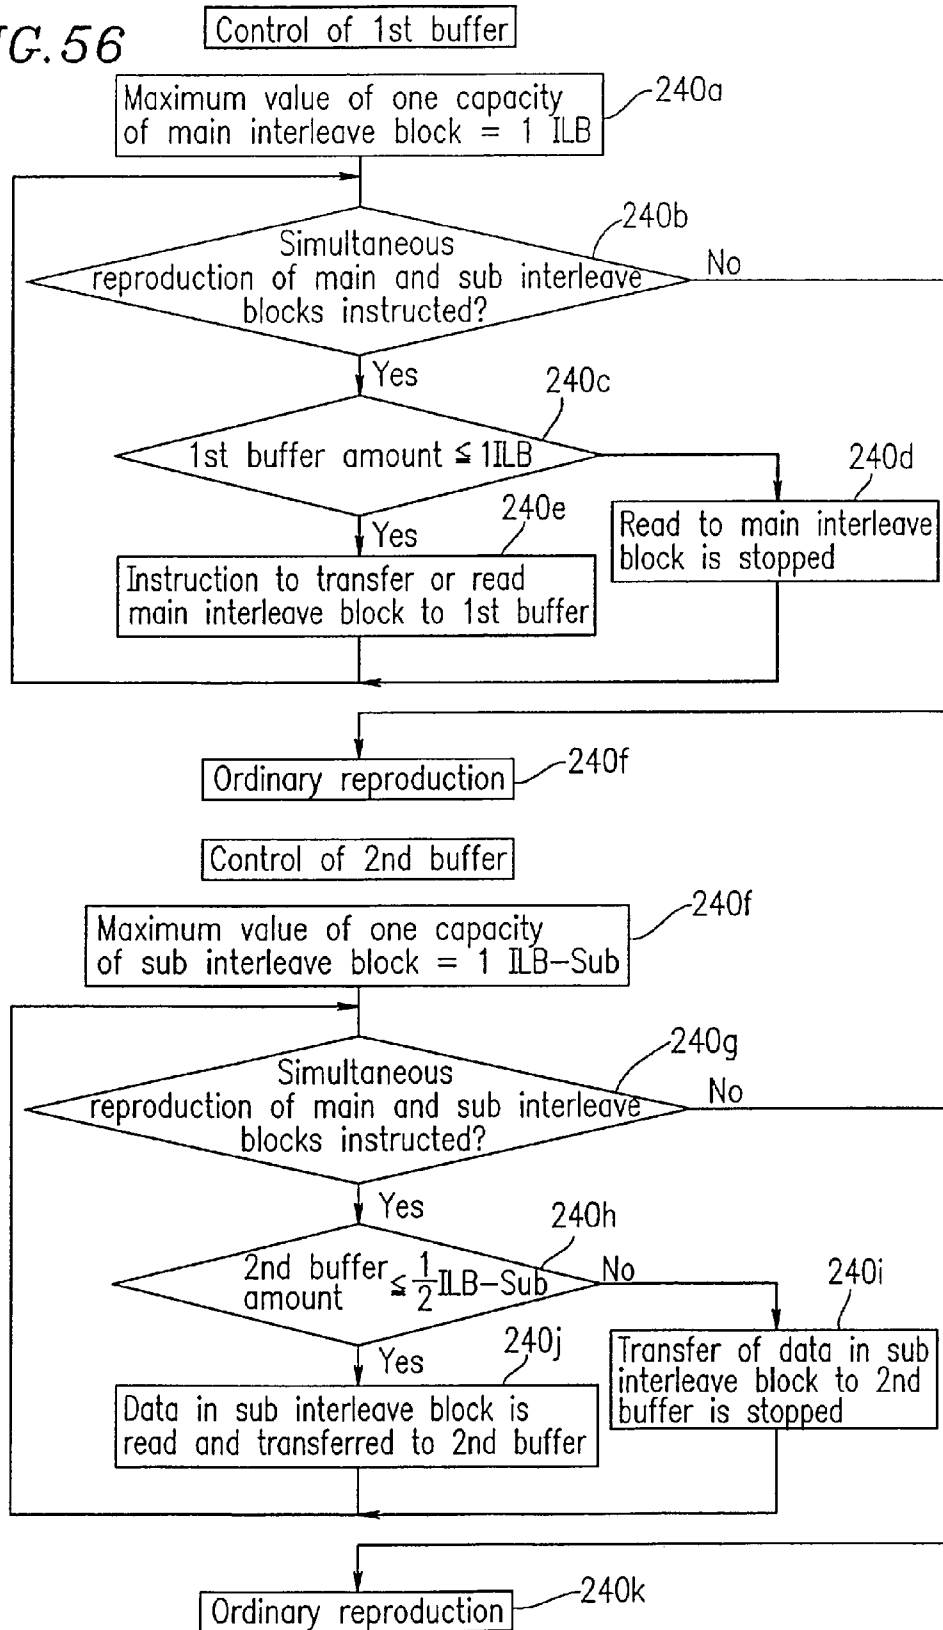 IG.56
Control of 1st buffer
Maximum value of one capacity
of main interleave block = 1 ILB
240a
240b
Simultaneous
reproduction of main and sub interleave
blocks instructed?
No
Yes
240c
1st buffer amount ≦ 1ILB
240d
Yes
240e
Read to main interleave
block is stopped
Instruction to transfer or read
main interleave block to 1st buffer
Ordinary reproduction
240f
Control of 2nd buffer
Maximum value of one capacity
of sub interleave block = 1 ILB-Sub
240f
240g
Simultaneous
reproduction of main and sub interleave
blocks instructed?
No
Yes
240h
2nd buffer
amount ≦ 1/2 ILB-Sub
No
240i
Yes
240j
Transfer of data in sub
interleave block to 2nd
buffer is stopped
Data in sub interleave block is
read and transferred to 2nd buffer
Ordinary reproduction
240k